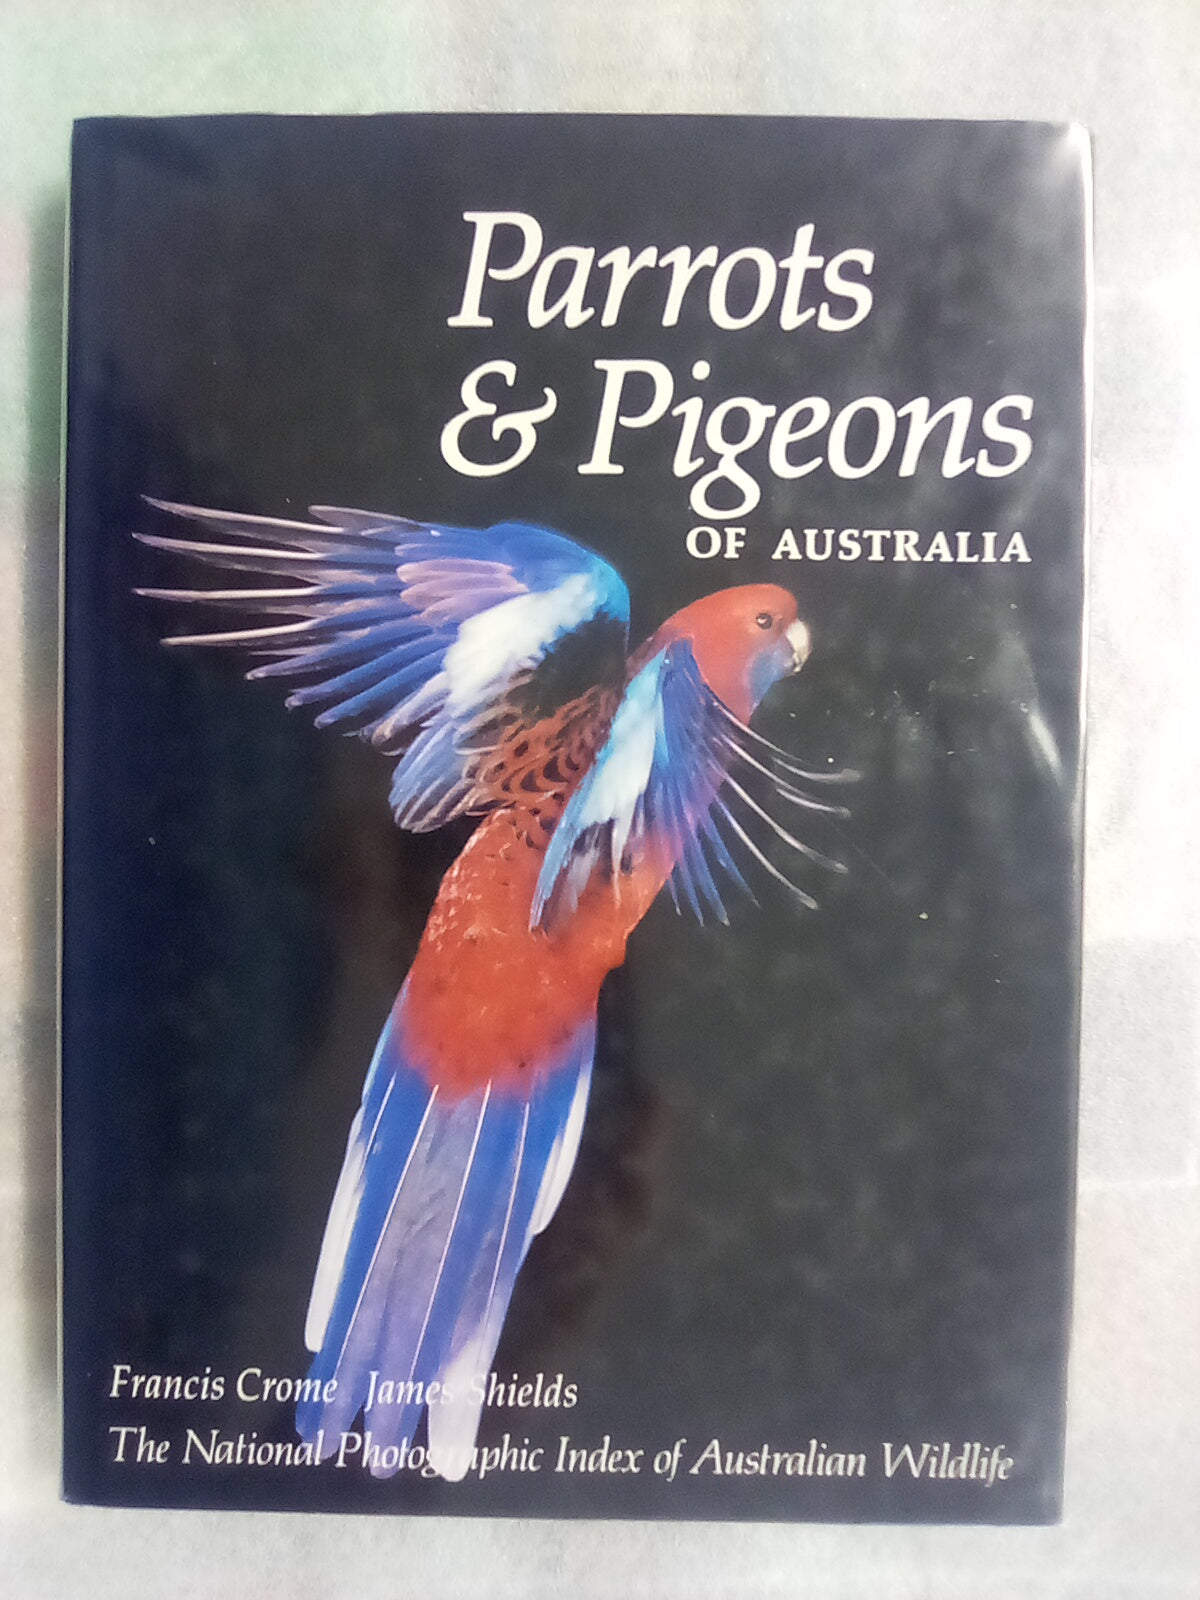 Parrots
& Pigeons
OF AUSTRALIA
Francis Crome James Shields
The National Photographic Index of Australian Wildlife